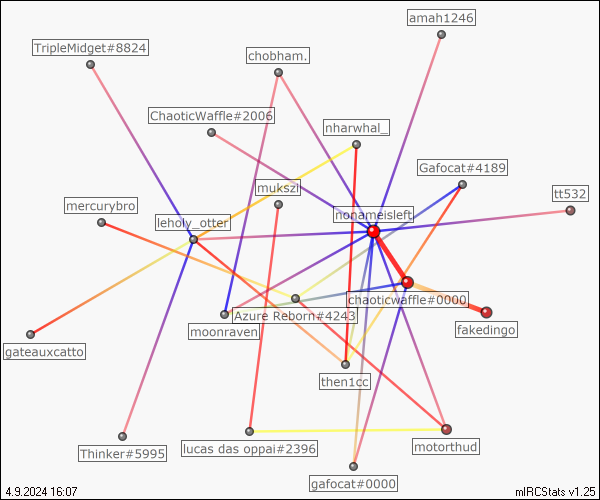 amah1246
TripleMidget#8824
chobham.
ChaoticWaffle#2006
nharwhal_
Gafocat#4189
mukszi
tt532
mercurybro
nonameisleft
leholy_otter
chaoticwaffle#0000
Azure Reborn#4243
fakedingo
moonraven
gateauxcatto
then1cc
motorthud
lucas das oppai#2396
Thinker#5995
gafocat#0000
4.9.2024 16:07
mIRCStats v1.25